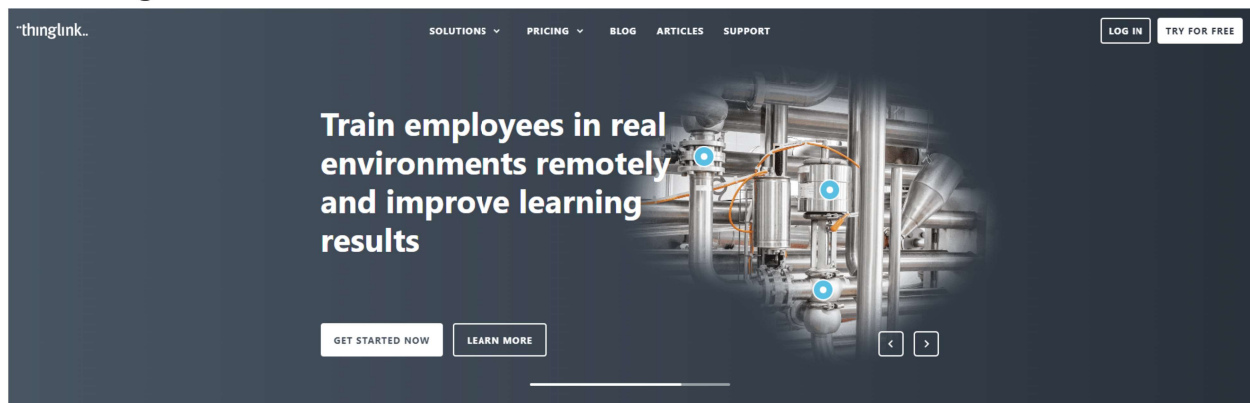 thinglink..
SOLUTIONS
PRICING
BLOG
ARTICLES
SUPPORT
LOG IN
TRY FOR FREE
Train employees in real
environments remotely
and improve learning
results
GET STARTED NOW
LEARN MORE